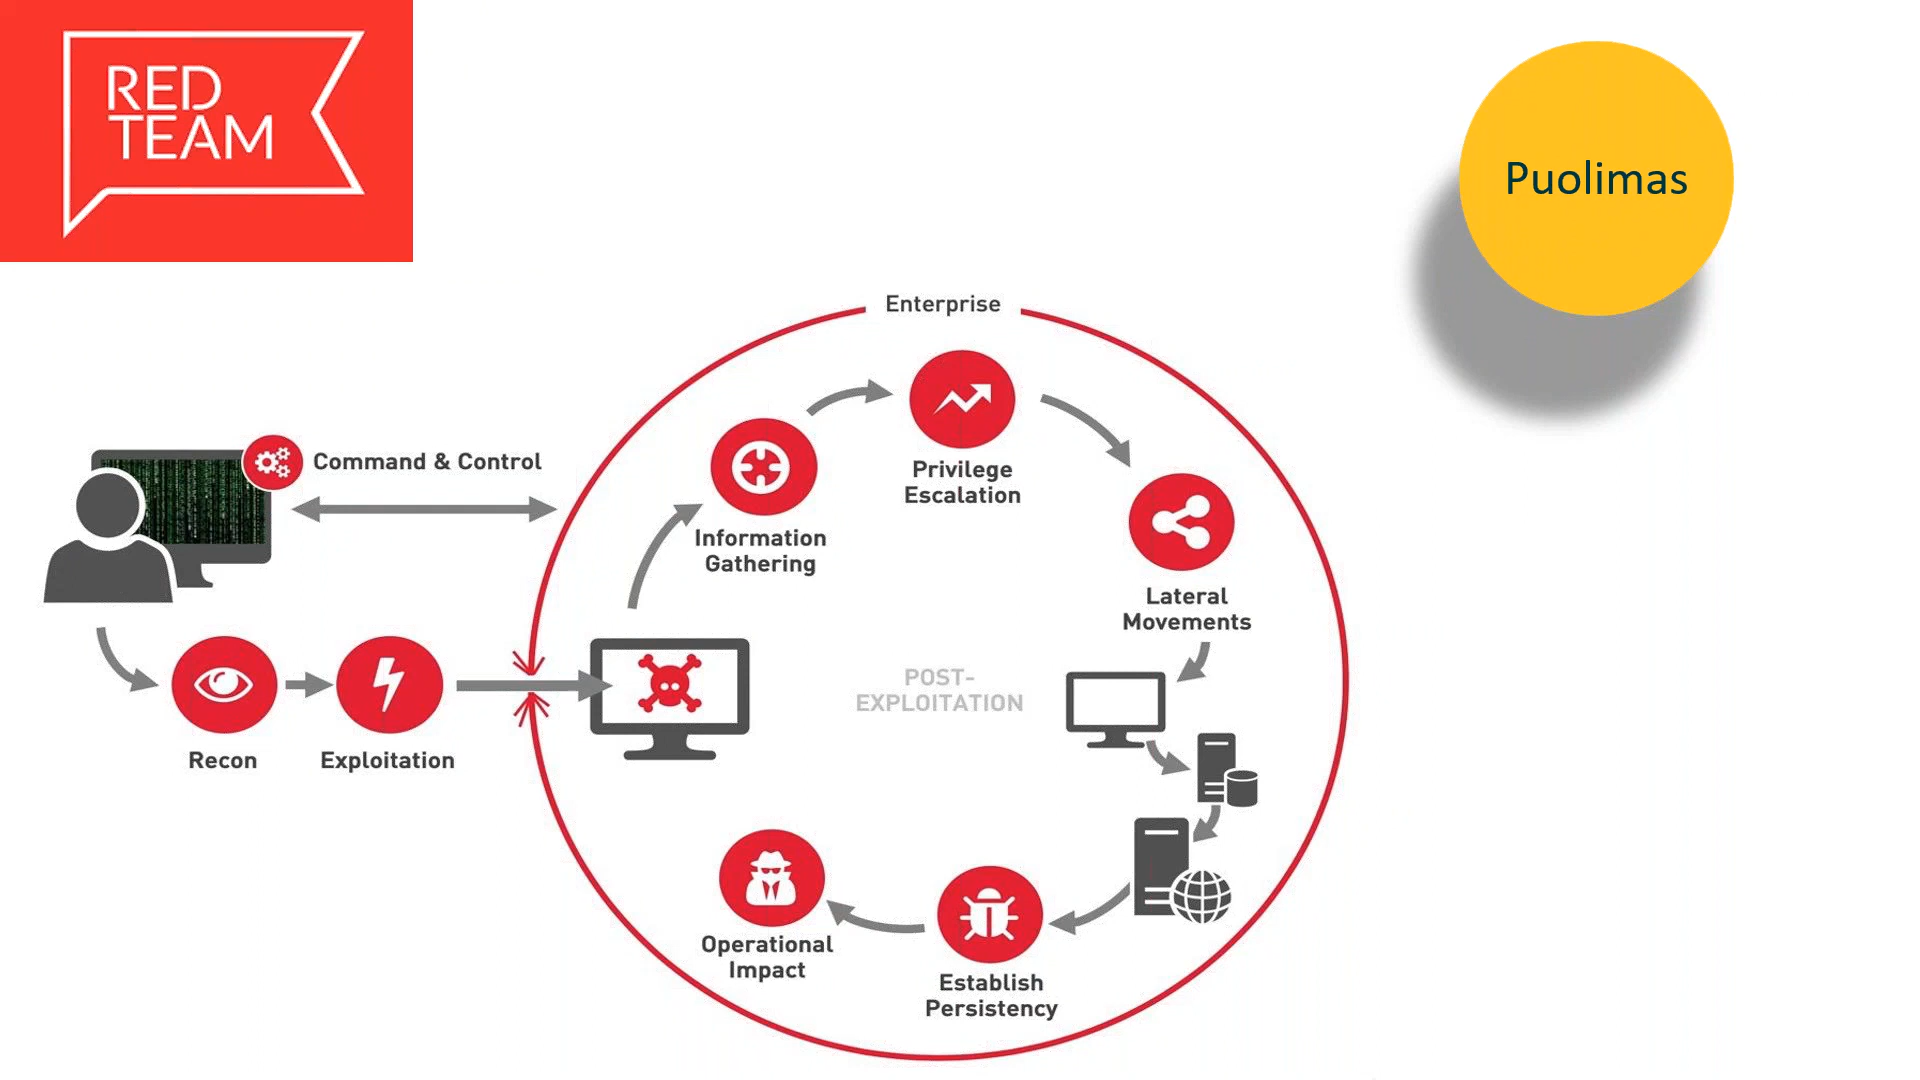 RED
TEAM
Puolimas
Enterprise
Command & Control
Privilege
Escalation
Information
Gathering
Lateral
Movements
POST-
EXPLOITATION
Recon
Exploitation
Operational
Impact
Establish
Persistency